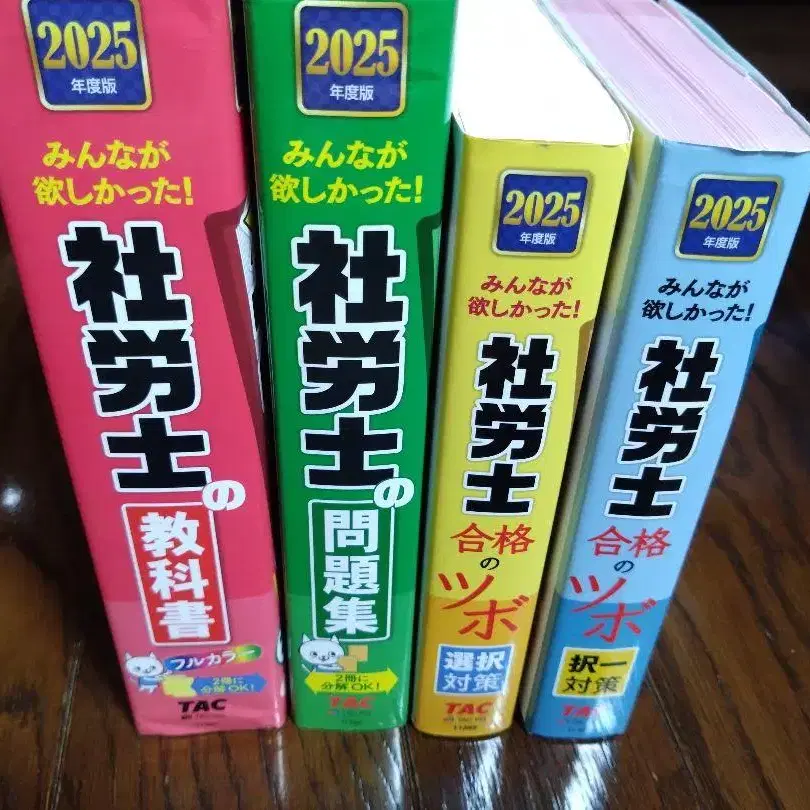 2025
年度版
みんなが
欲しかった!
社労士の
教科書
フルカラー
2冊に
分解OK!
TAC
2025
年度版
みんなが
欲しかった!
社労士の
問題集
2冊に
分解OK!
TAC
2025
年度版
みんなが
欲しかった!
社労士
合格の
ツボ
選択
対策
TAC
2025
年度版
みんなが
欲しかった!
社労士
合格の
ツボ
択一
対策
TAC